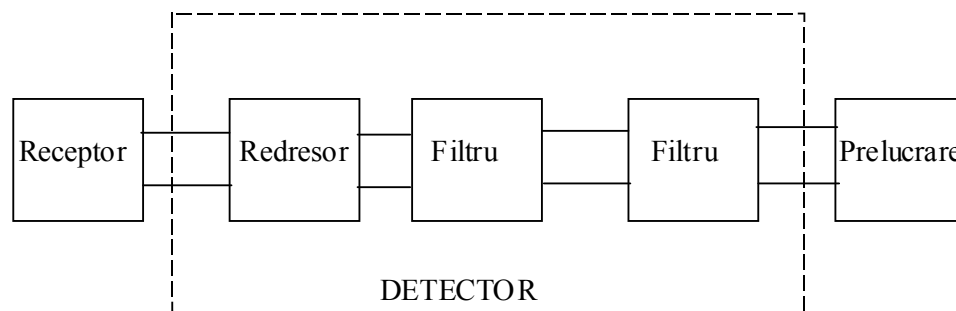 Receptor
Redresor
Filtru
Filtru
Prelucrare
DETECTOR